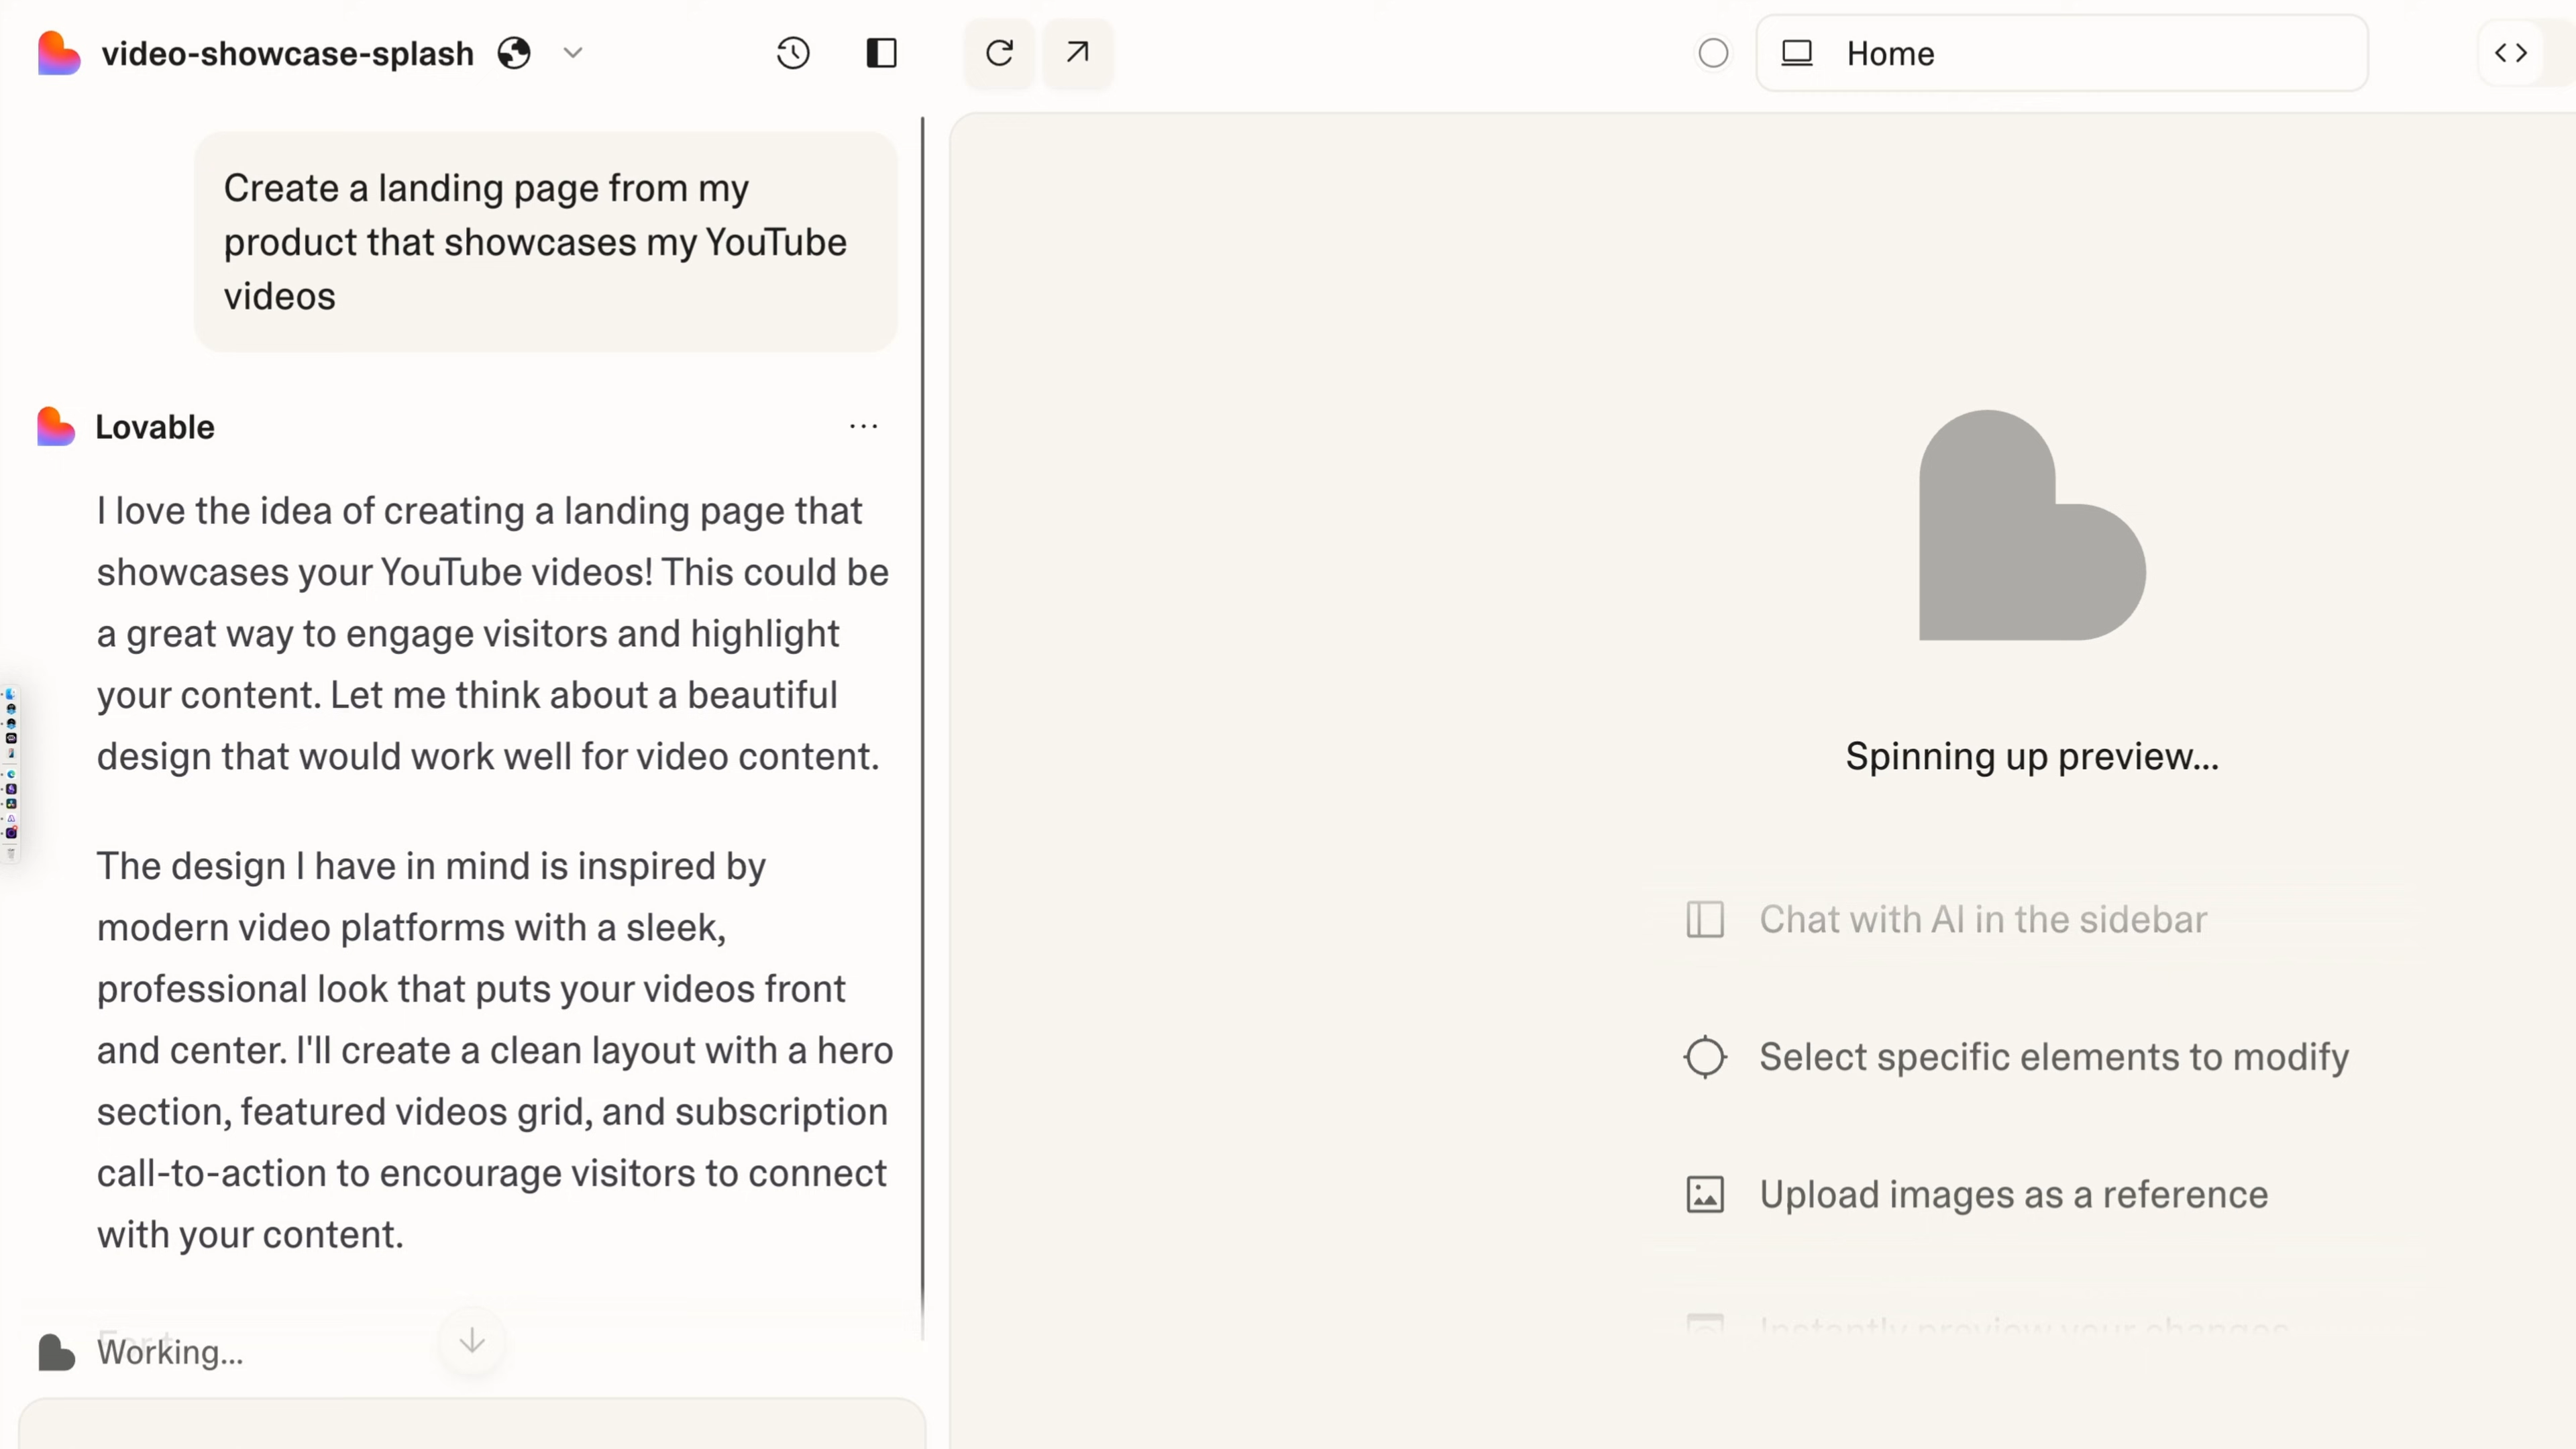 video-showcase-splash
Home
Create a landing page from my
product that showcases my YouTube
videos
Lovable
I love the idea of creating a landing page that
showcases your YouTube videos! This could be
a great way to engage visitors and highlight
your content. Let me think about a beautiful
design that would work well for video content.
The design I have in mind is inspired by
modern video platforms with a sleek,
professional look that puts your videos front
and center. I'll create a clean layout with a hero
section, featured videos grid, and subscription
call-to-action to encourage visitors to connect
with your content.
Working...
Spinning up preview...
Chat with AI in the sidebar
Select specific elements to modify
Upload images as a reference
Instantly preview your changes